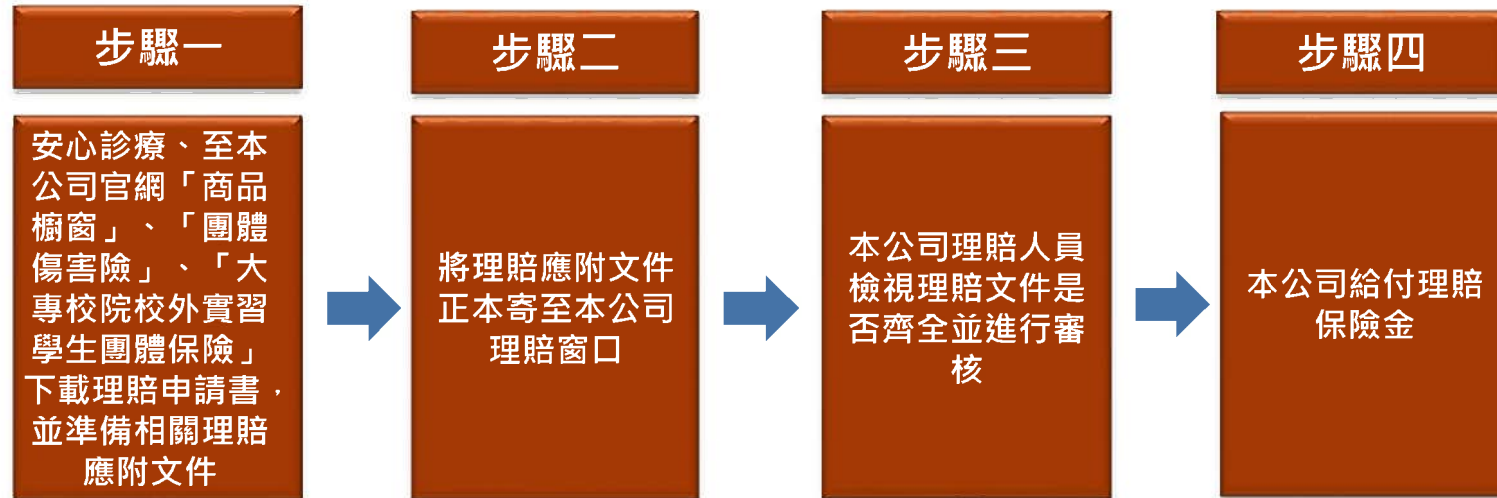 步驟一
安心診療、至本
公司官網「商品
櫥窗」、「團體
傷害險」、「大
專校院校外實習
學生團體保險」
下載理賠申請書，
並準備相關理賠
應附文件
步驟二
將理賠應附文件
正本寄至本公司
理賠窗口
步驟三
本公司理賠人員
檢視理賠文件是
否齊全並進行審
核
步驟四
本公司給付理賠
保險金